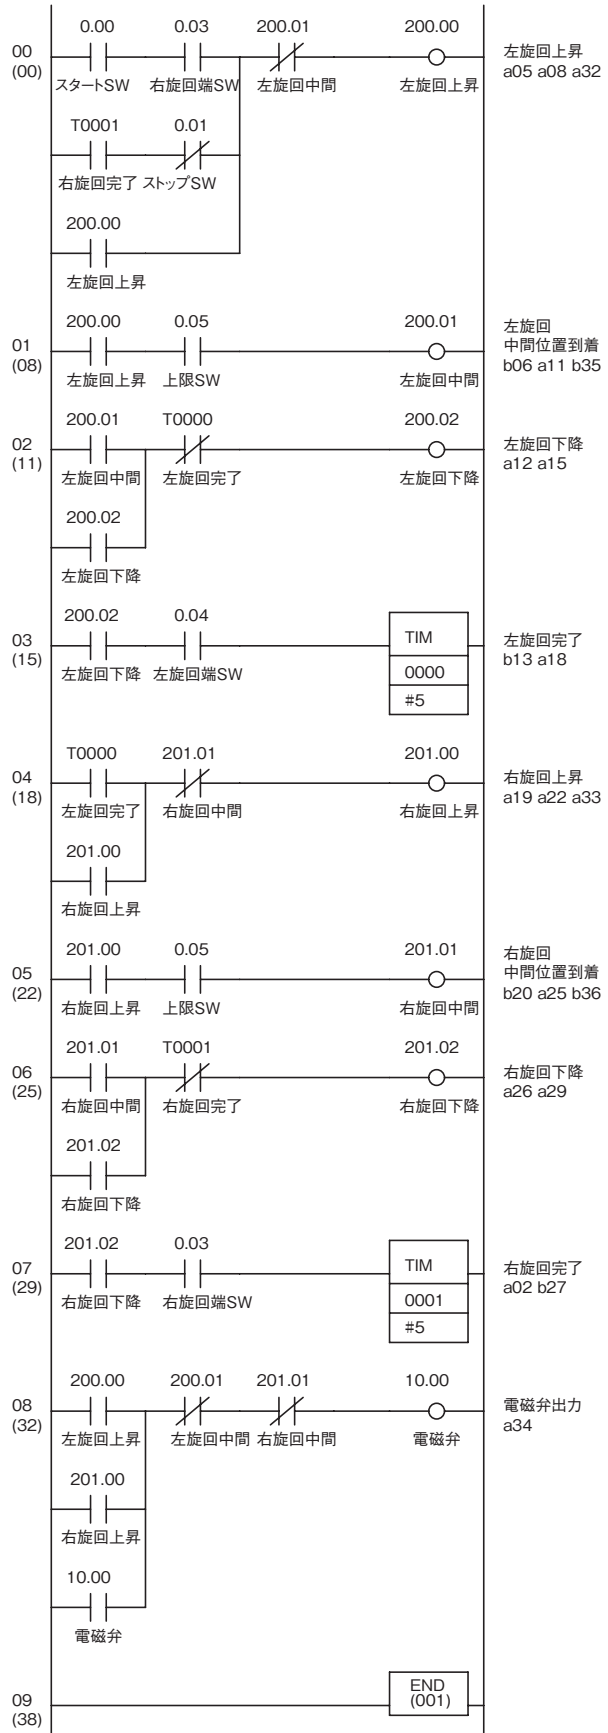 0.00 0.03 200.01 200.00
00
(00)
左旋回上昇
a05 a08 a32
スタートSW 右旋回端SW 左旋回中間 左旋回上昇
T0001 0.01
右旋回完了 ストップSW
200.00
左旋回上昇
200.00 0.05 200.01
01
(08)
左旋回
中間位置到着
b06 a11 b35
左旋回上昇 上限SW 左旋回中間
200.01 T0000 200.02
02
(11)
左旋回下降
a12 a15
左旋回中間 左旋回完了 左旋回下降
200.02
左旋回下降
200.02 0.04
03
(15)
TIM
0000
#5
左旋回完了
b13 a18
左旋回下降 左旋回端SW
T0000 201.01 201.00
04
(18)
右旋回上昇
a19 a22 a33
左旋回完了 右旋回中間 右旋回上昇
201.00
右旋回上昇
201.00 0.05 201.01
05
(22)
右旋回
中間位置到着
b20 a25 b36
右旋回上昇 上限SW 右旋回中間
201.01 T0001 201.02
06
(25)
右旋回下降
a26 a29
右旋回中間 右旋回完了 右旋回下降
201.02
右旋回下降
201.02 0.03
07
(29)
TIM
0001
#5
右旋回完了
a02 b27
右旋回下降 右旋回端SW
200.00 200.01 201.01 10.00
08
(32)
電磁弁出力
a34
左旋回上昇 左旋回中間 右旋回中間 電磁弁
201.00
右旋回上昇
10.00
電磁弁
09
(38)
END
(001)